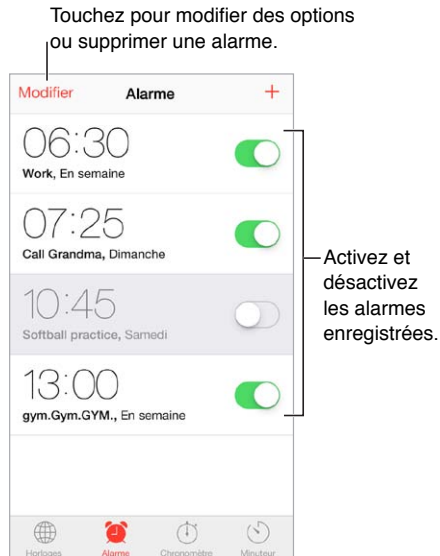 Touchez pour modifier des options
ou supprimer une alarme.
Modifier Alarme +
06:30
Work, En semaine
07:25
Call Grandma, Dimanche
Activez et
désactivez
les alarmes
enregistrées.
10:45
Softball practice, Samedi
13:00
gym.Gym.GYM., En semaine
Horloges Alarme Chronomètre Minuteur